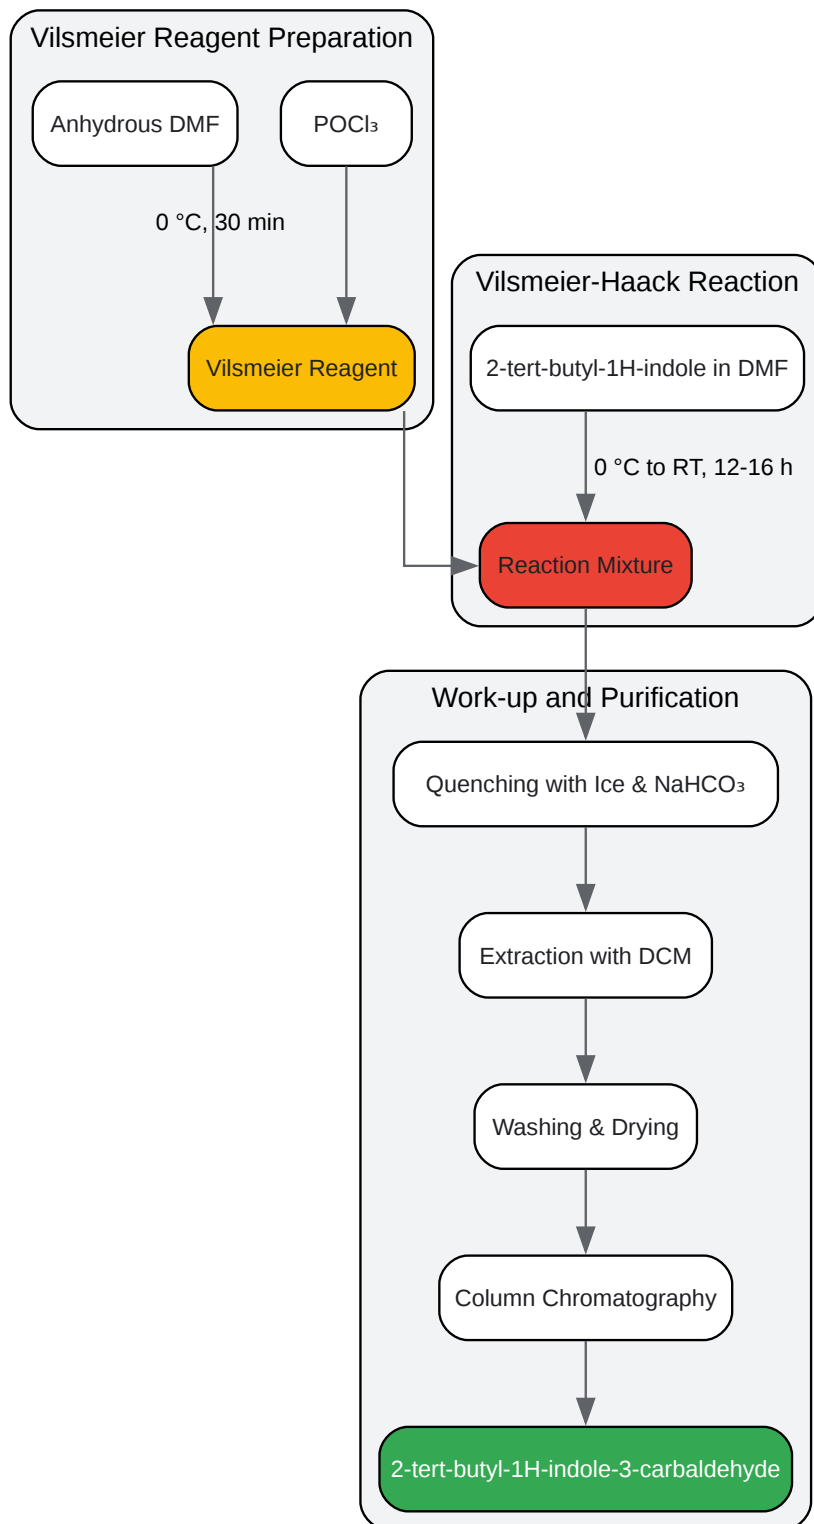 Vilsmeier Reagent Preparation
Anhydrous DMF
POCl₃
0 °C, 30 min
Vilsmeier Reagent
Vilsmeier-Haack Reaction
2-tert-butyl-1H-indole in DMF
0 °C to RT, 12-16 h
Reaction Mixture
Work-up and Purification
Quenching with Ice & NaHCO₃
Extraction with DCM
Washing & Drying
Column Chromatography
2-tert-butyl-1H-indole-3-carbaldehyde